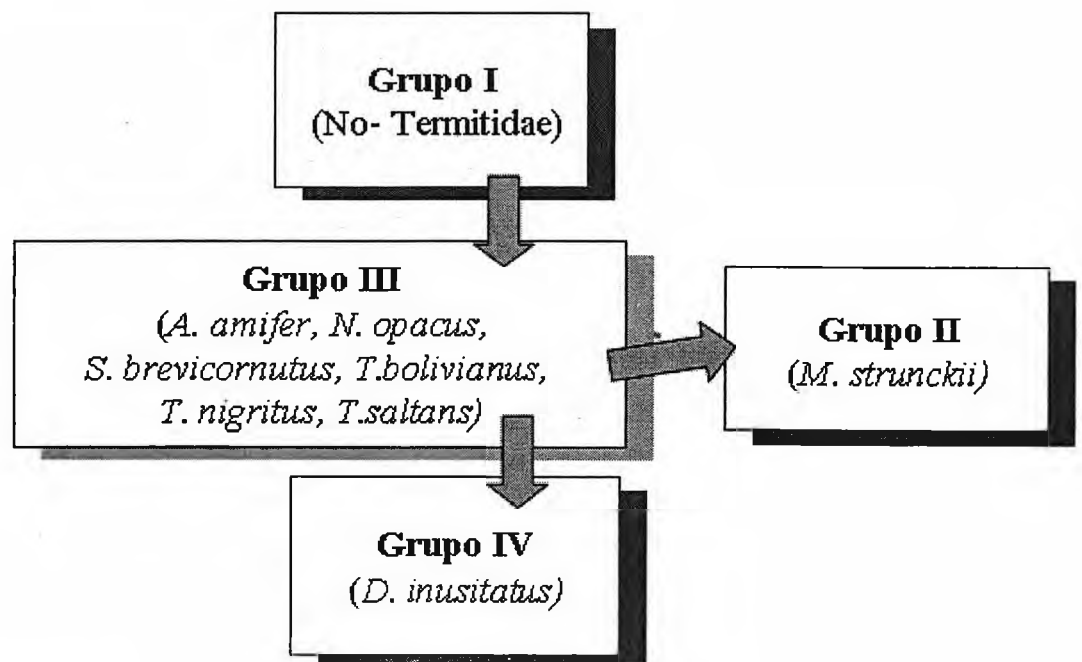 Grupo I
(No- Termitidae)
Grupo III
(A. amifer, N. opacus,
S. brevicornutus, T.bolivianus,
T. nigritus, T.saltans)
Grupo II
(M. strunckii)
Grupo IV
(D. inusitatus)